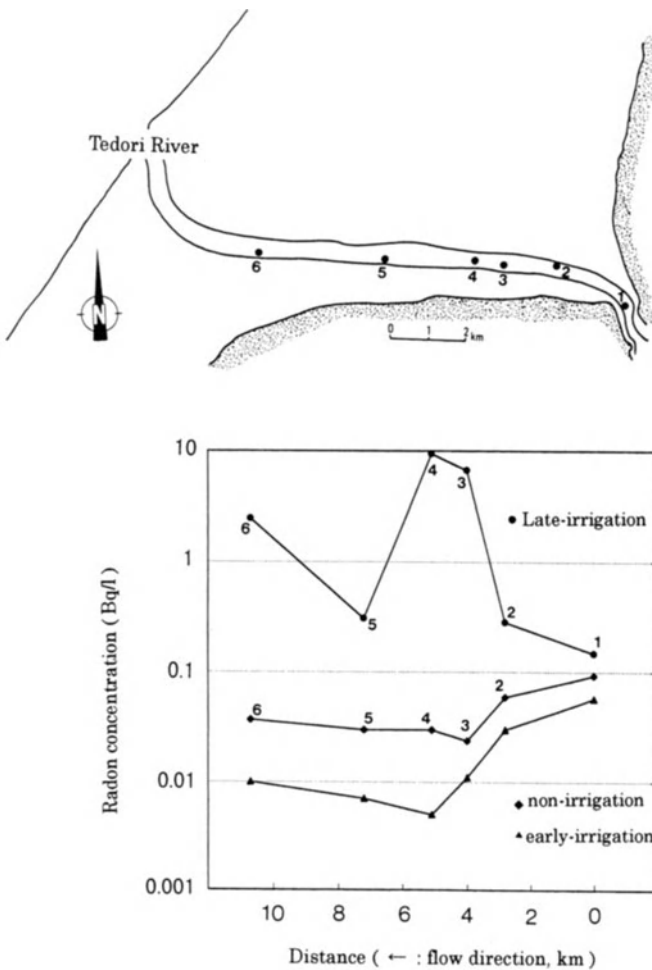 Tedori River
6
5
4
3
2
1
N
0 1 2 km
Radon concentration ( Bq/l )
10
1
0.1
0.01
0.001
6
5
4
3
2
1
Late-irrigation
6
5
4
3
2
non-irrigation
early-irrigation
10 8 6 4 2 0
Distance ( ← : flow direction, km )